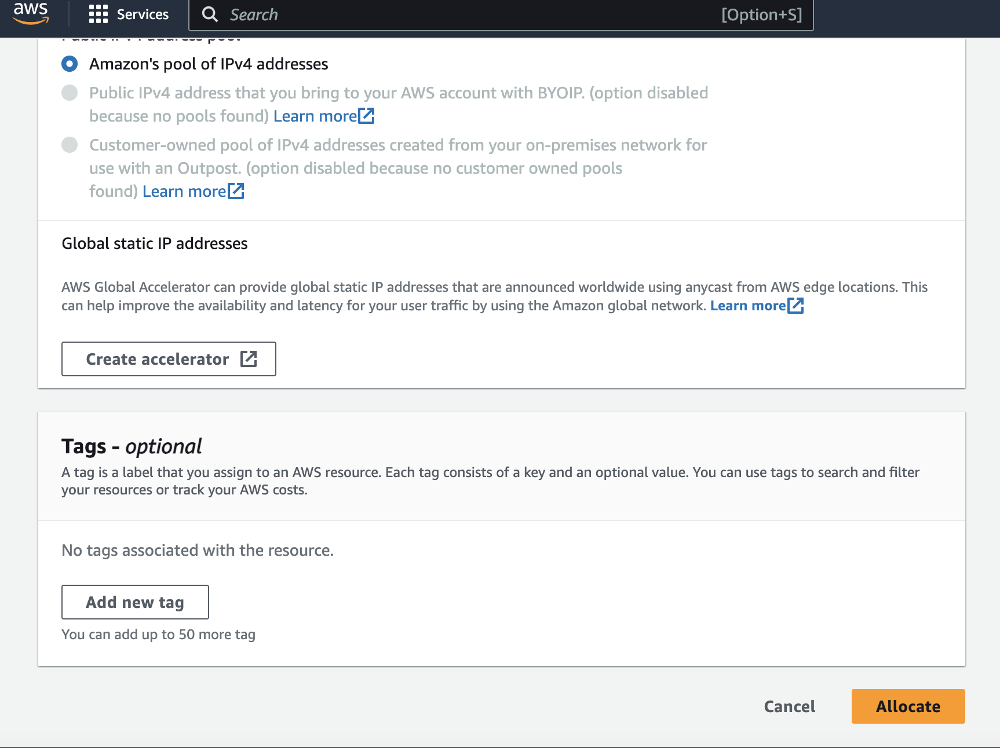 aws
Services
Search
[Option+S]
Public IPv4 address pool
Amazon's pool of IPv4 addresses
Public IPv4 address that you bring to your AWS account with BYOIP. (option disabled
because no pools found) Learn more
Customer-owned pool of IPv4 addresses created from your on-premises network for
use with an Outpost. (option disabled because no customer owned pools
found) Learn more
Global static IP addresses
AWS Global Accelerator can provide global static IP addresses that are announced worldwide using anycast from AWS edge locations. This
can help improve the availability and latency for your user traffic by using the Amazon global network. Learn more
Create accelerator
Tags - optional
A tag is a label that you assign to an AWS resource. Each tag consists of a key and an optional value. You can use tags to search and filter
your resources or track your AWS costs.
No tags associated with the resource.
Add new tag
You can add up to 50 more tag
Cancel
Allocate